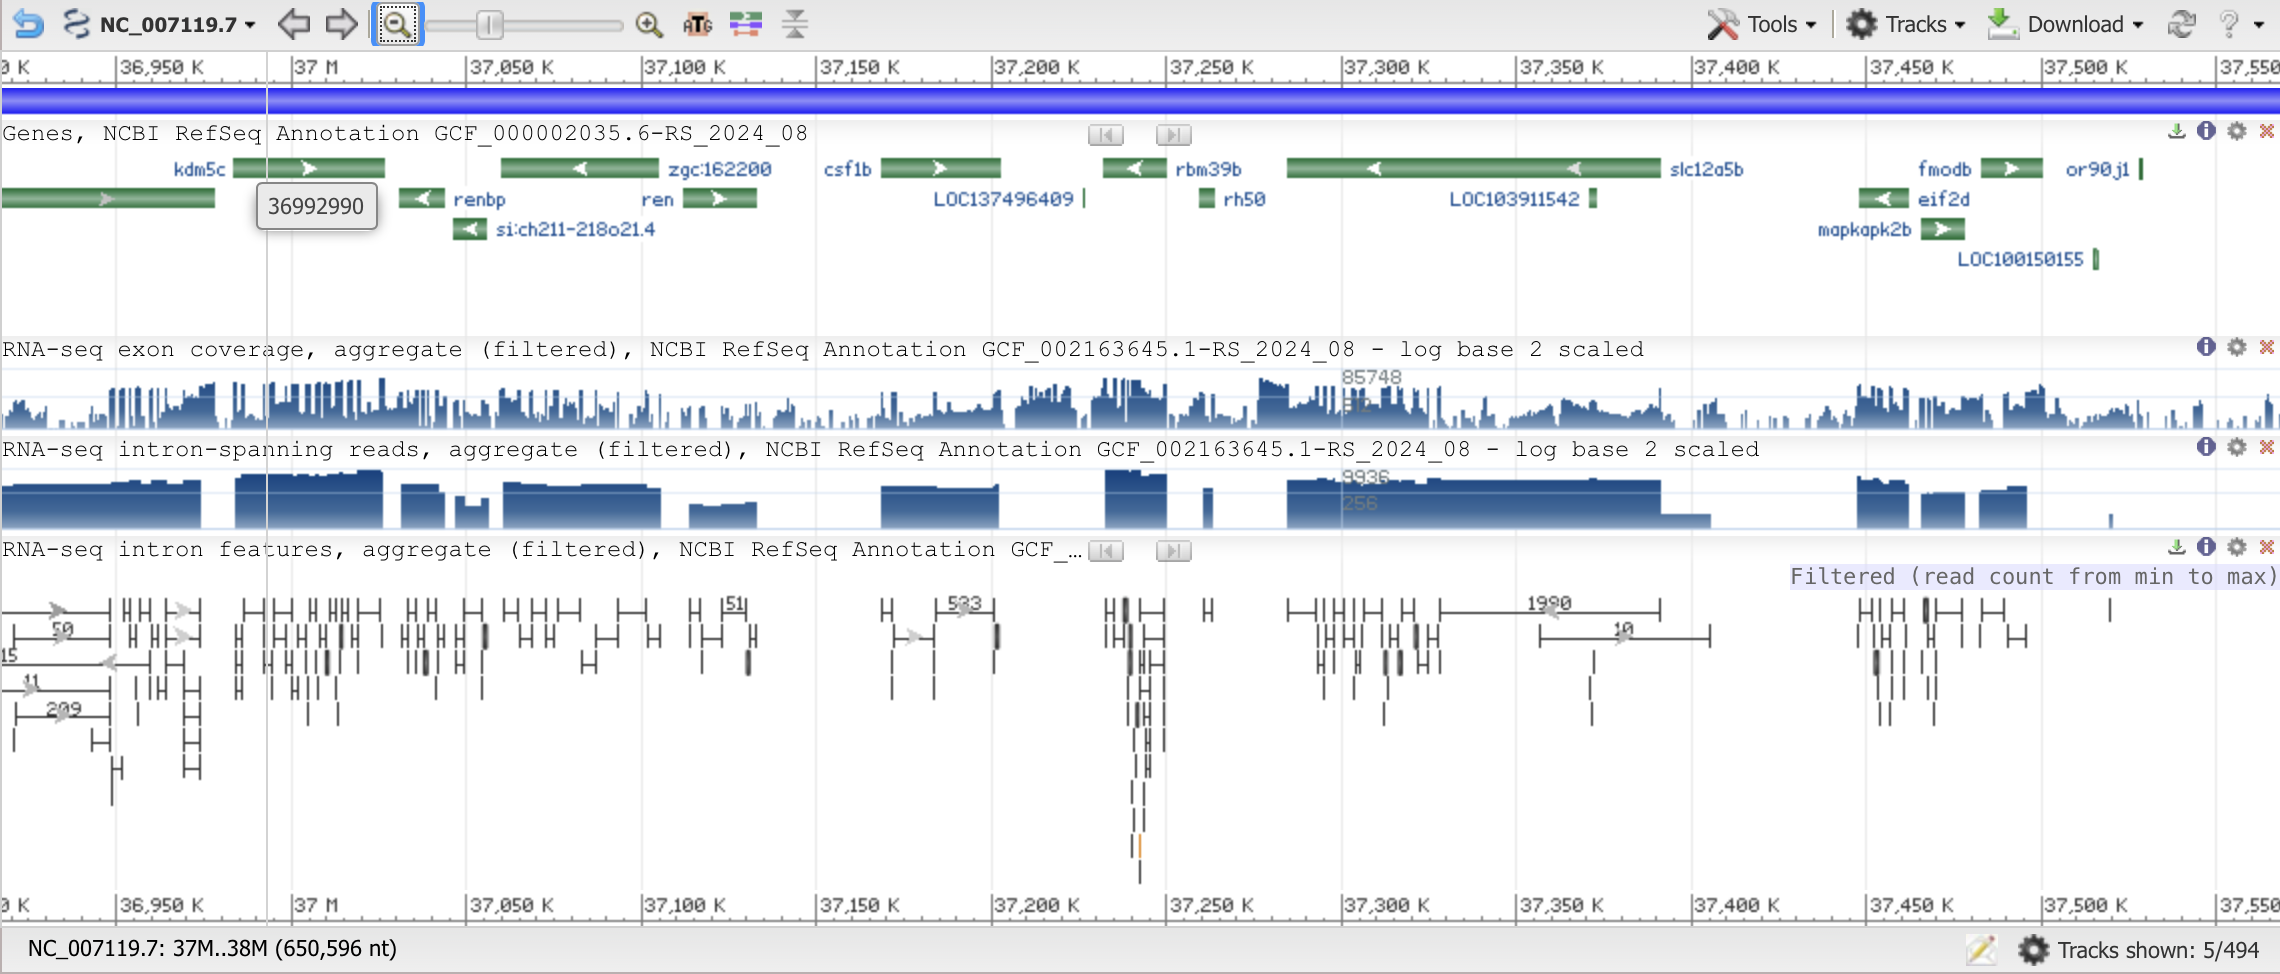 NC_007119.7 ATG Tools Tracks Download ?
0 K 36,950 K 37 M 37,050 K 37,100 K 37,150 K 37,200 K 37,250 K 37,300 K 37,350 K 37,400 K 37,450 K 37,500 K 37,550
Genes, NCBI RefSeq Annotation GCF_000002035.6-RS_2024_08
kdm5c zgc:162200 csf1b rbm39b slc12a5b fmodb or90j1
36992990 renbp ren LOC137496409 rh50 LOC103911542 eif2d
si:ch211-218o21.4 mapkapk2b
LOC100150155
RNA-seq exon coverage, aggregate (filtered), NCBI RefSeq Annotation GCF_002163645.1-RS_2024_08 - log base 2 scaled
85748
RNA-seq intron-spanning reads, aggregate (filtered), NCBI RefSeq Annotation GCF_002163645.1-RS_2024_08 - log base 2 scaled
9936
256
RNA-seq intron features, aggregate (filtered), NCBI RefSeq Annotation GCF_…
Filtered (read count from min to max)
51 533 1990
50 10
15
11
209
0 K 36,950 K 37 M 37,050 K 37,100 K 37,150 K 37,200 K 37,250 K 37,300 K 37,350 K 37,400 K 37,450 K 37,500 K 37,550
NC_007119.7: 37M..38M (650,596 nt) Tracks shown: 5/494